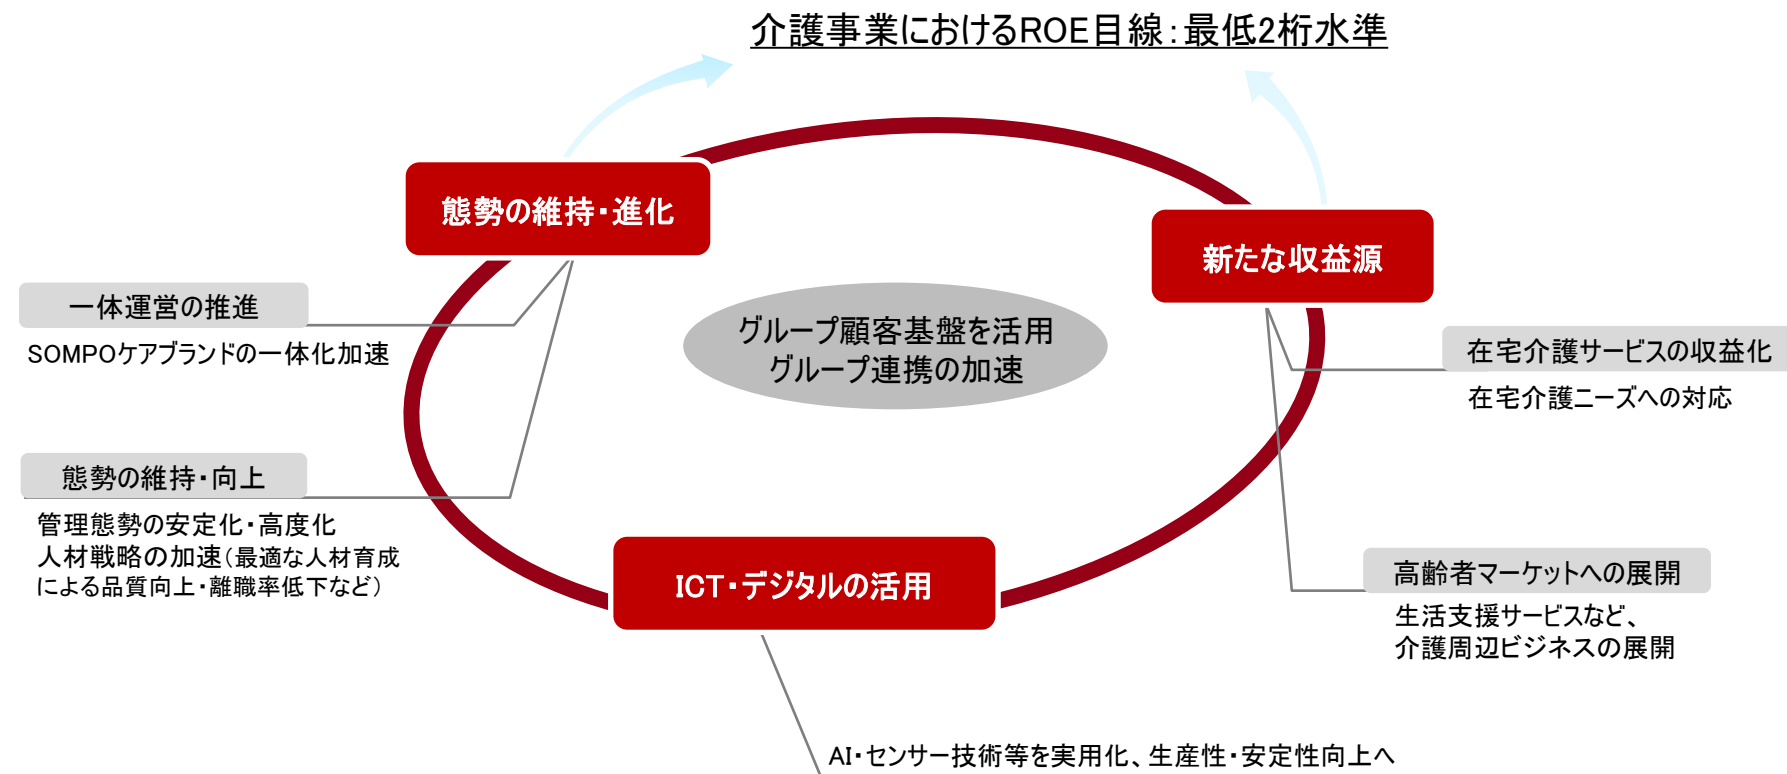 介護事業におけるROE目線：最低2桁水準
態勢の維持・進化
新たな収益源
グループ顧客基盤を活用
グループ連携の加速
一体運営の推進
SOMPOケアブランドの一体化加速
態勢の維持・向上
管理態勢の安定化・高度化
人材戦略の加速（最適な人材育成
による品質向上・離職率低下など）
在宅介護サービスの収益化
在宅介護ニーズへの対応
高齢者マーケットへの展開
生活支援サービスなど、
介護周辺ビジネスの展開
ICT・デジタルの活用
AI・センサー技術等を実用化、生産性・安定性向上へ